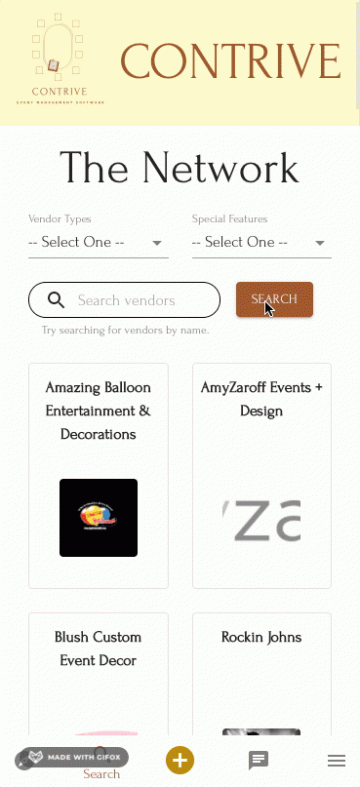 CONTRIVE
CONTRIVE
EVENT MANAGEMENT SOFTWARE
The Network
Vendor Types
Special Features
-- Select One --
-- Select One --
Search vendors
SEARCH
Try searching for vendors by name.
Amazing Balloon
Entertainment &
Decorations
AmyZaroff Events +
Design
yza
Blush Custom
Event Decor
Rockin Johns
MADE WITH GIFOX
Search